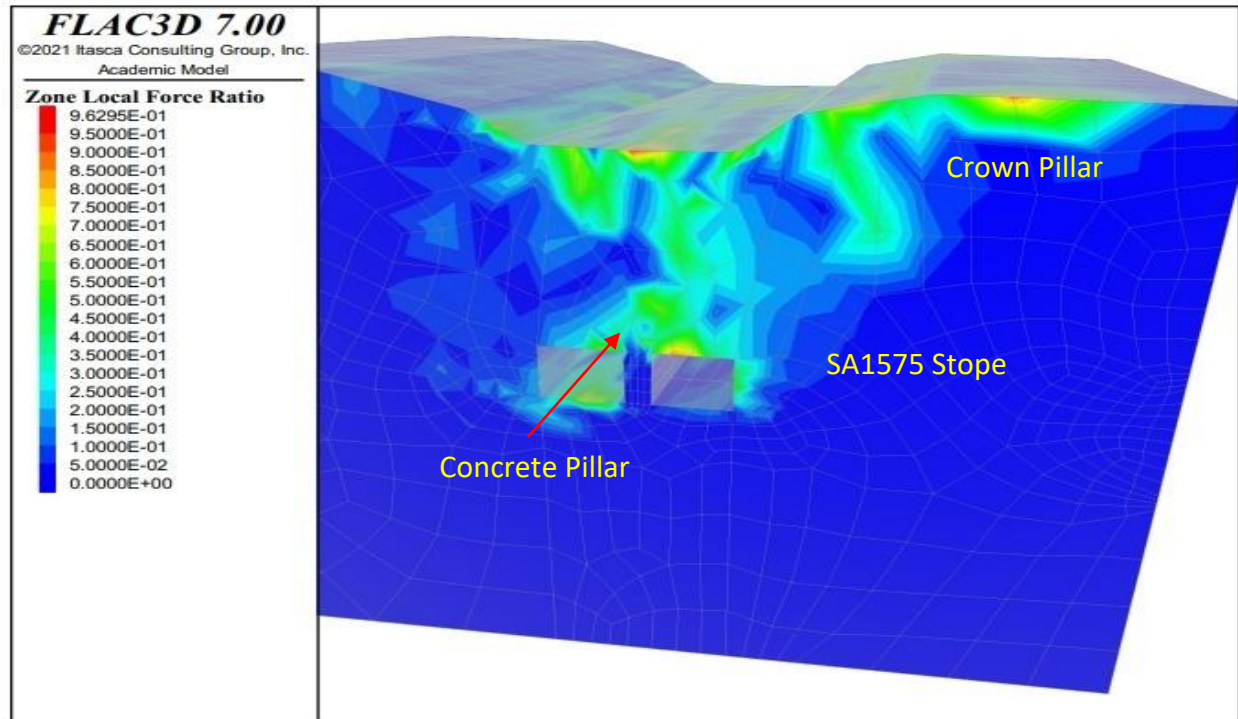 FLAC3D 7.00
©2021 Itasca Consulting Group, Inc.
Academic Model
Zone Local Force Ratio
9.6295E-01
9.5000E-01
9.0000E-01
8.5000E-01
8.0000E-01
7.5000E-01
7.0000E-01
6.5000E-01
6.0000E-01
5.5000E-01
5.0000E-01
4.5000E-01
4.0000E-01
3.5000E-01
3.0000E-01
2.5000E-01
2.0000E-01
1.5000E-01
1.0000E-01
5.0000E-02
0.0000E+00
Crown Pillar
SA1575 Stope
Concrete Pillar